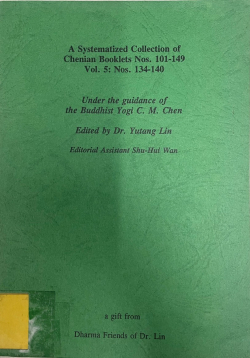 A Systematized Collection of
Chenian Booklets Nos. 101-149
Vol. 5: Nos. 134-140
Under the guidance of
the Buddhist Yogi C. M. Chen
Edited by Dr. Yutang Lin
Editorial Assistant Shu-Hui Wan
a gift from
Dharma Friends of Dr. Lin